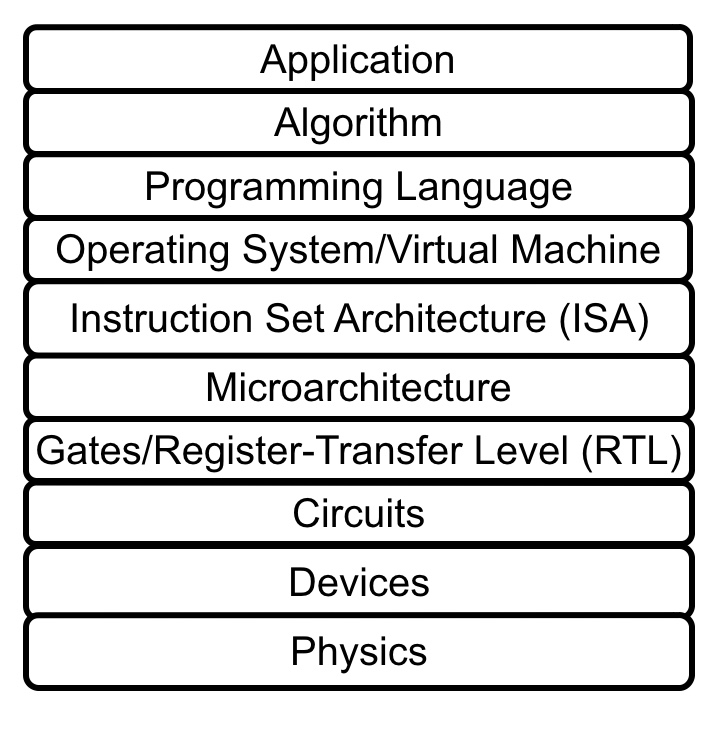 Application
Algorithm
Programming Language
Operating System/Virtual Machine
Instruction Set Architecture (ISA)
Microarchitecture
Gates/Register-Transfer Level (RTL)
Circuits
Devices
Physics